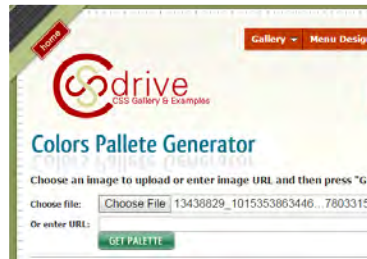 home
Gallery Menu Desig
cssdrive
CSS Gallery & Examples
Colors Pallete Generator
Choose an image to upload or enter image URL and then press "G
Choose file: Choose File 13438829_1015353863446...7803315
Or enter URL:
GET PALETTE